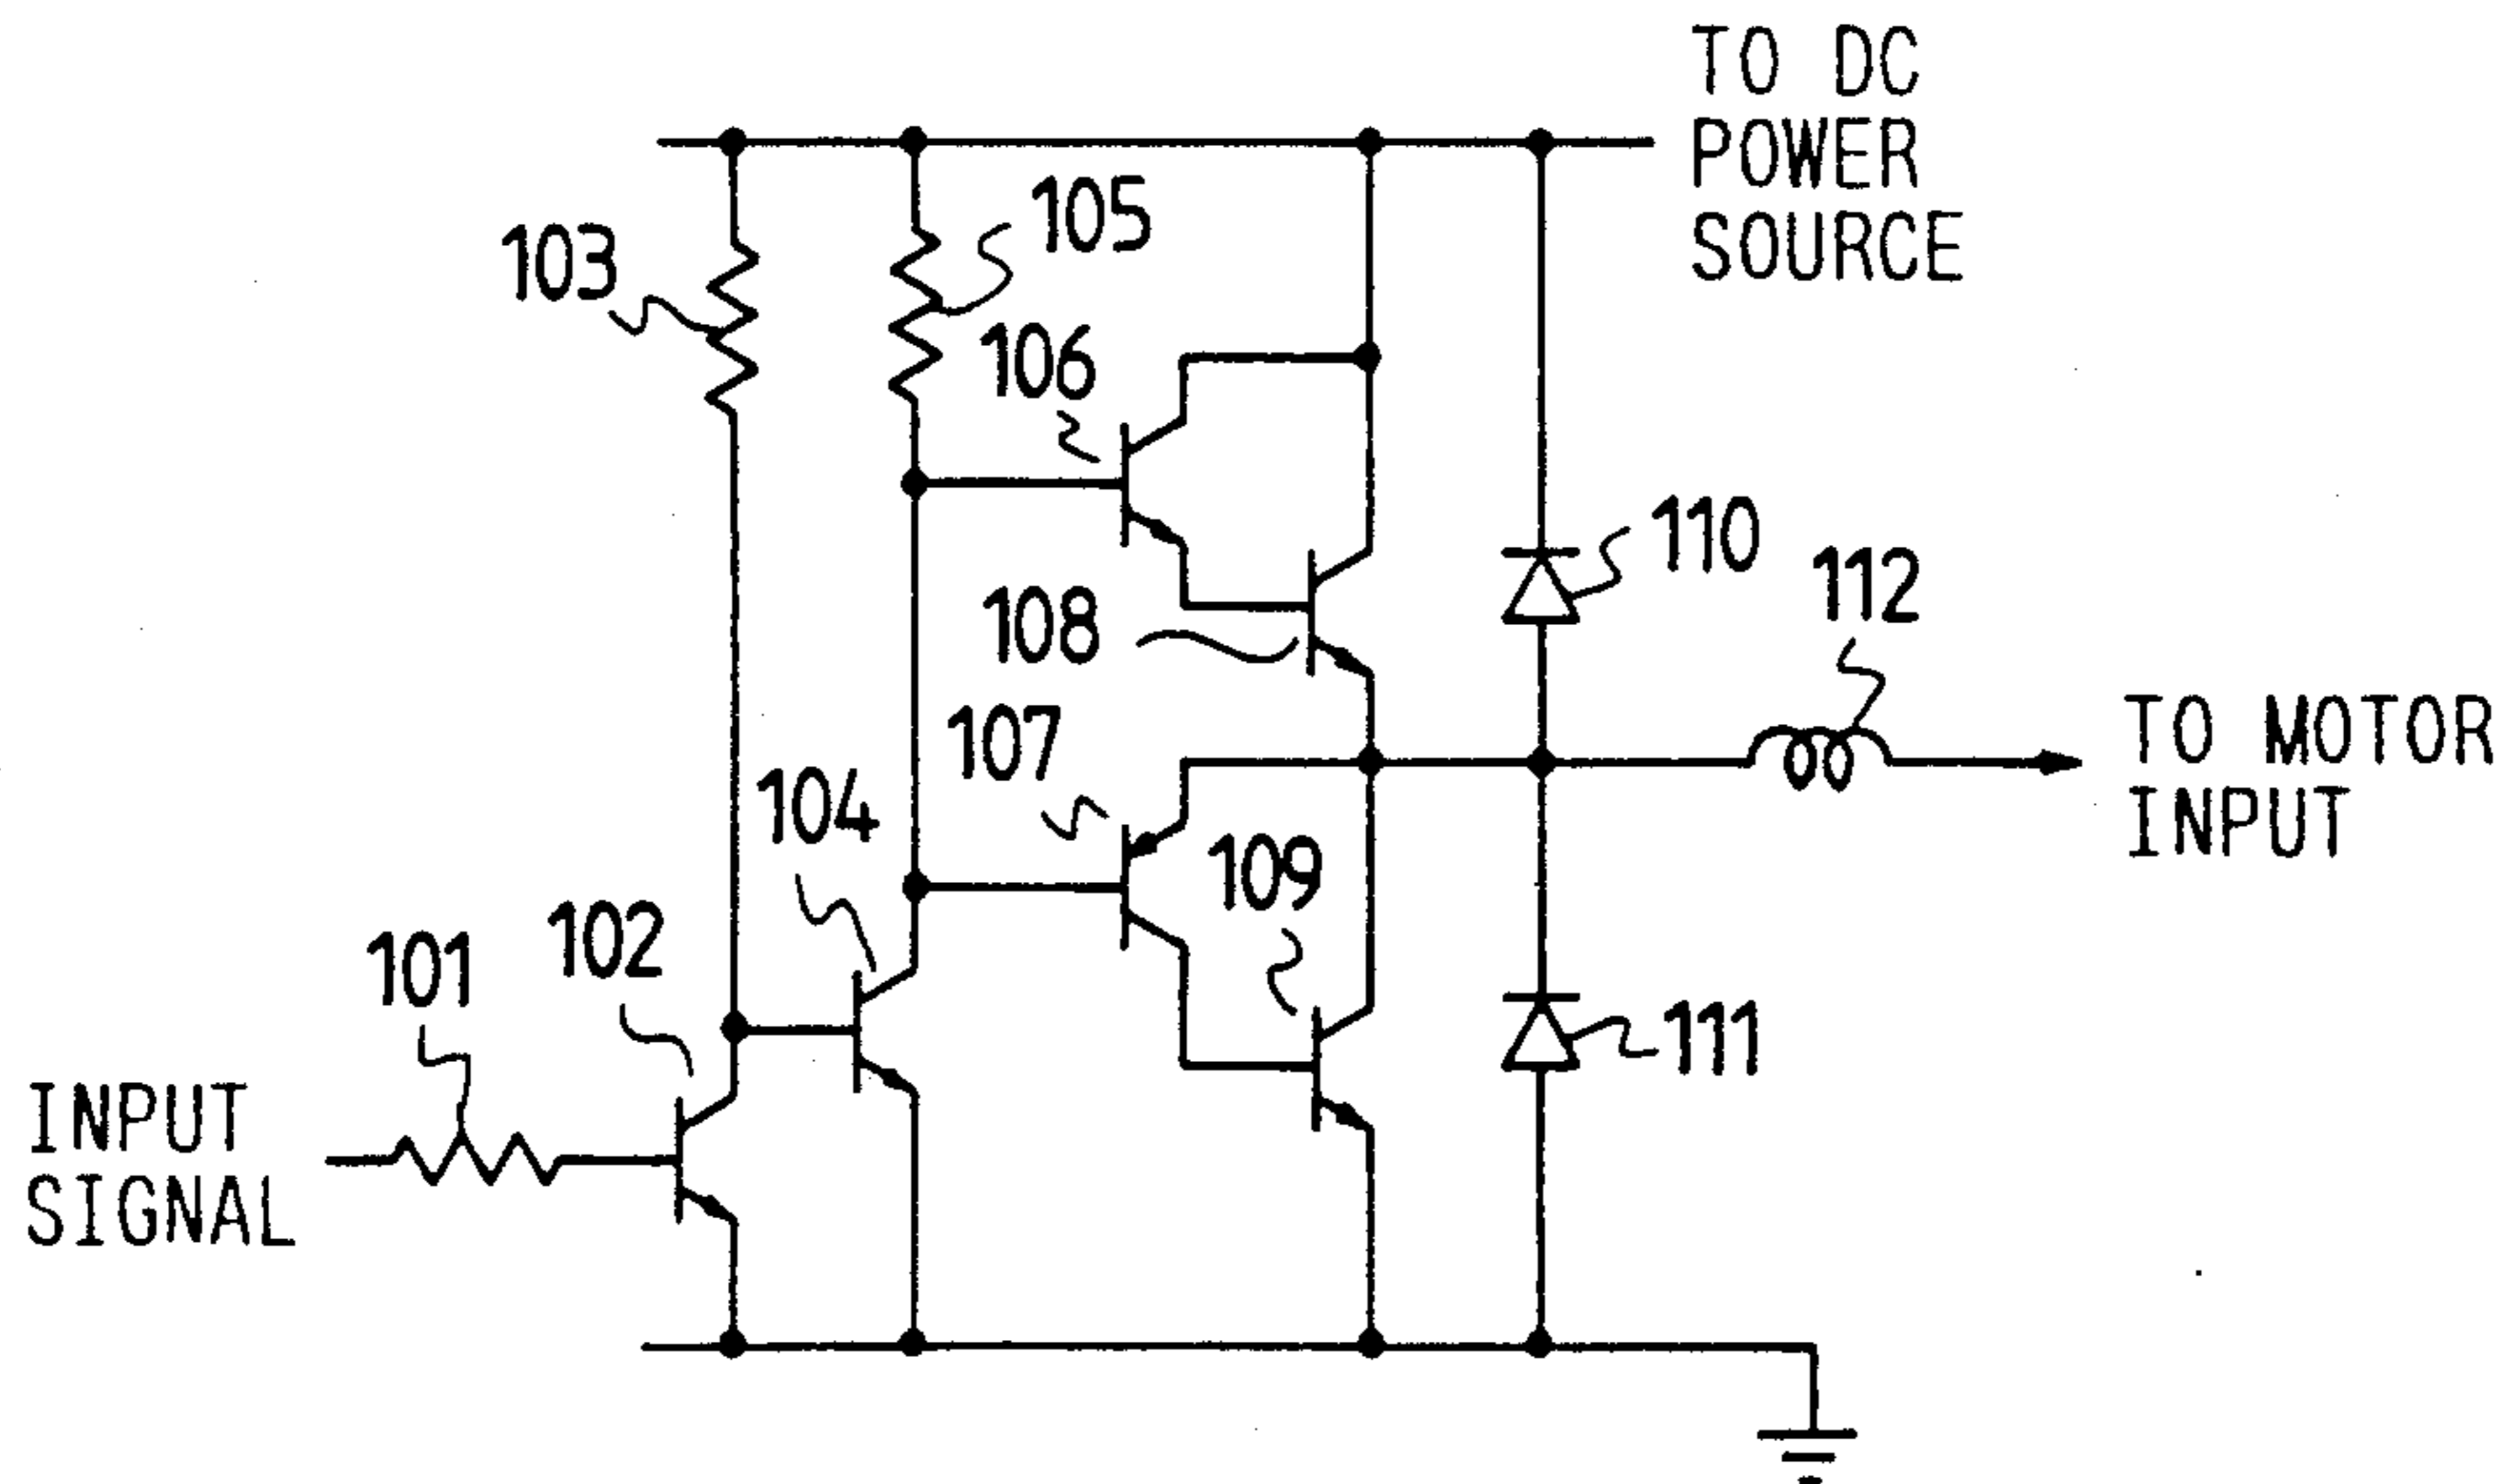 TO DC
POWER
SOURCE
103
105
106
110
112
108
107
TO MOTOR
INPUT
104
109
102
101
111
INPUT
SIGNAL